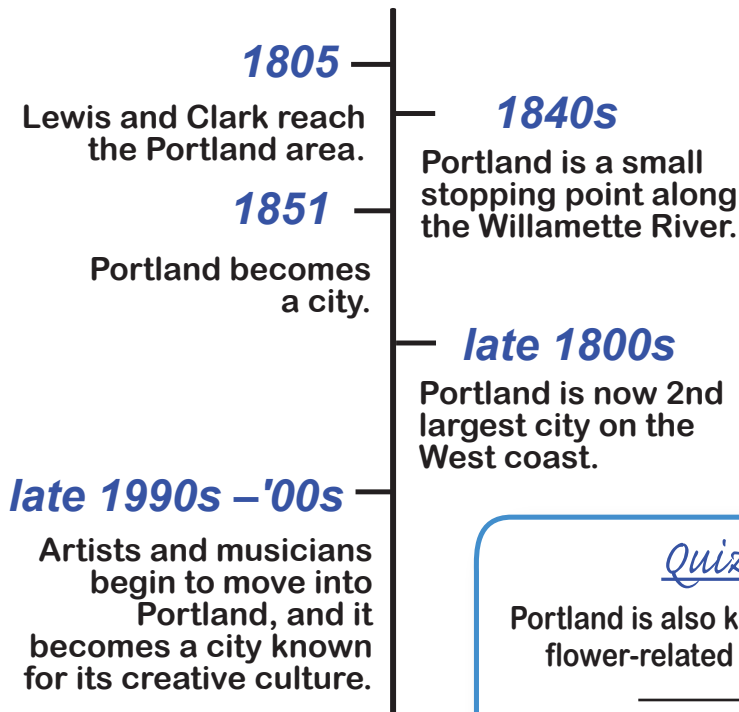 1805
Lewis and Clark reach
the Portland area.
1840s
Portland is a small
stopping point along
the Willamette River.
1851
Portland becomes
a city.
late 1800s
Portland is now 2nd
largest city on the
West coast.
late 1990s –'00s
Artists and musicians
begin to move into
Portland, and it
becomes a city known
for its creative culture.
Quiz
Portland is also k
flower-related